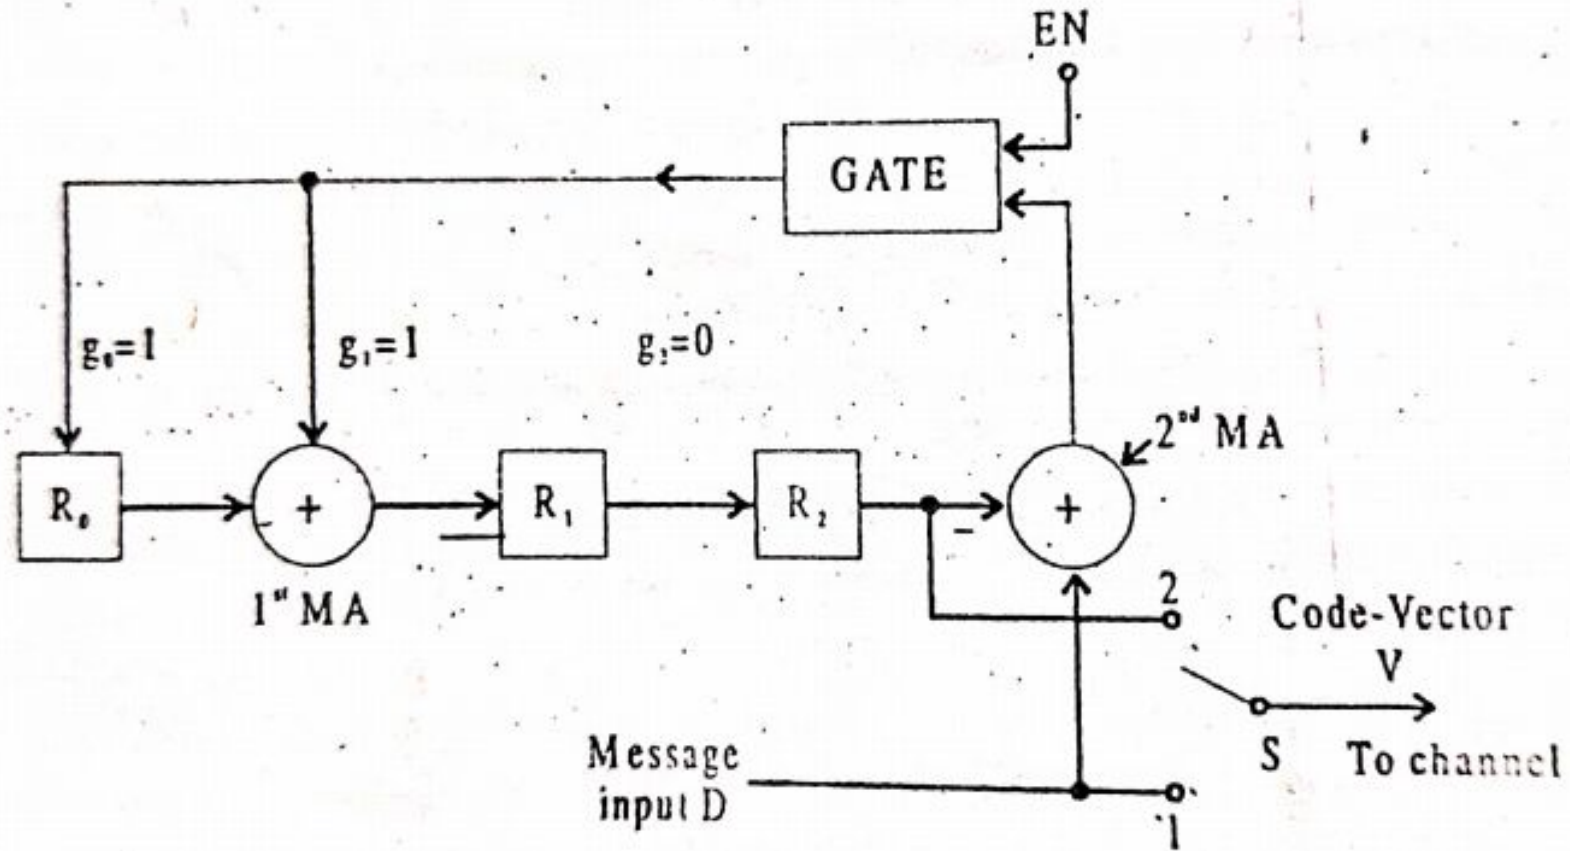 EN
GATE
g₀=1
g₁=1
g₂=0
2ⁿᵈ MA
R₀
+
R₁
R₂
+
1ˢᵗ MA
2
Code-Vector
V
S
To channel
Message
input D
1